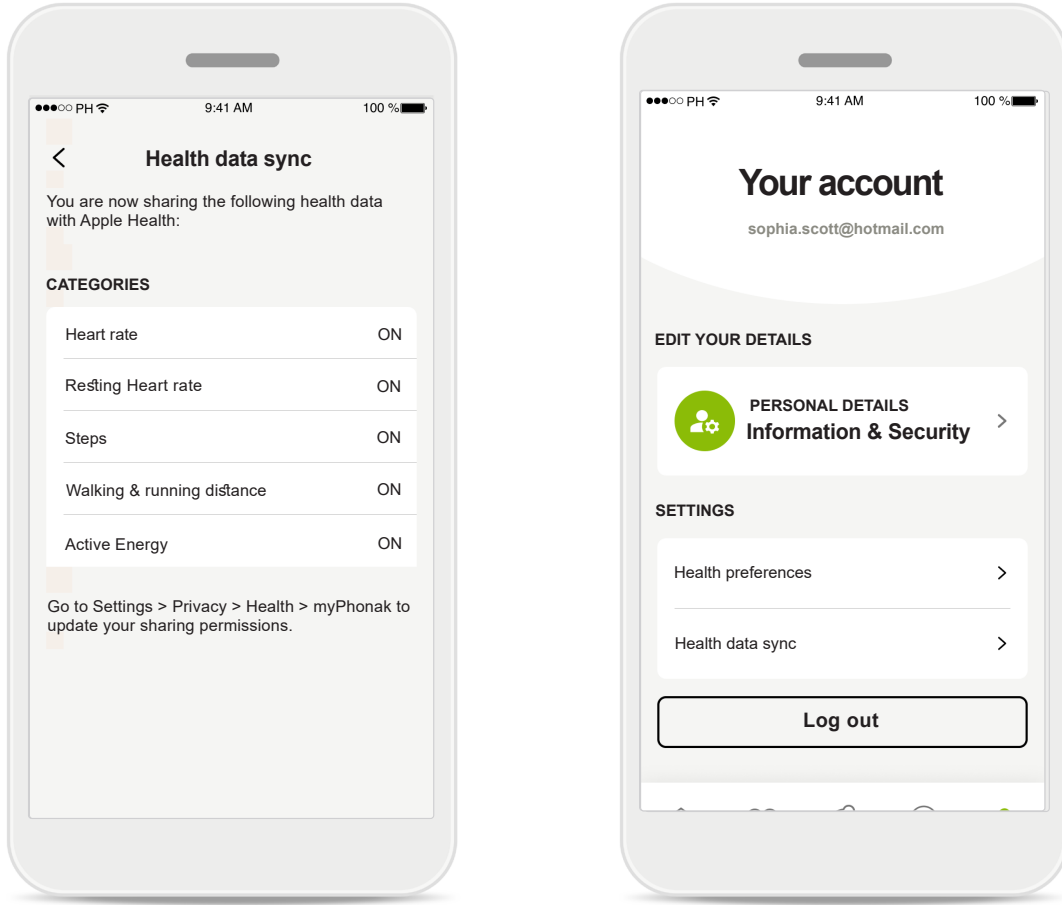 PH
9:41 AM
100 %
Health data sync
You are now sharing the following health data
with Apple Health:
CATEGORIES
Heart rate ON
Resting Heart rate ON
Steps ON
Walking & running distance ON
Active Energy ON
Go to Settings > Privacy > Health > myPhonak to
update your sharing permissions.
PH
9:41 AM
100 %
Your account
sophia.scott@hotmail.com
EDIT YOUR DETAILS
PERSONAL DETAILS
Information & Security
SETTINGS
Health preferences
Health data sync
Log out